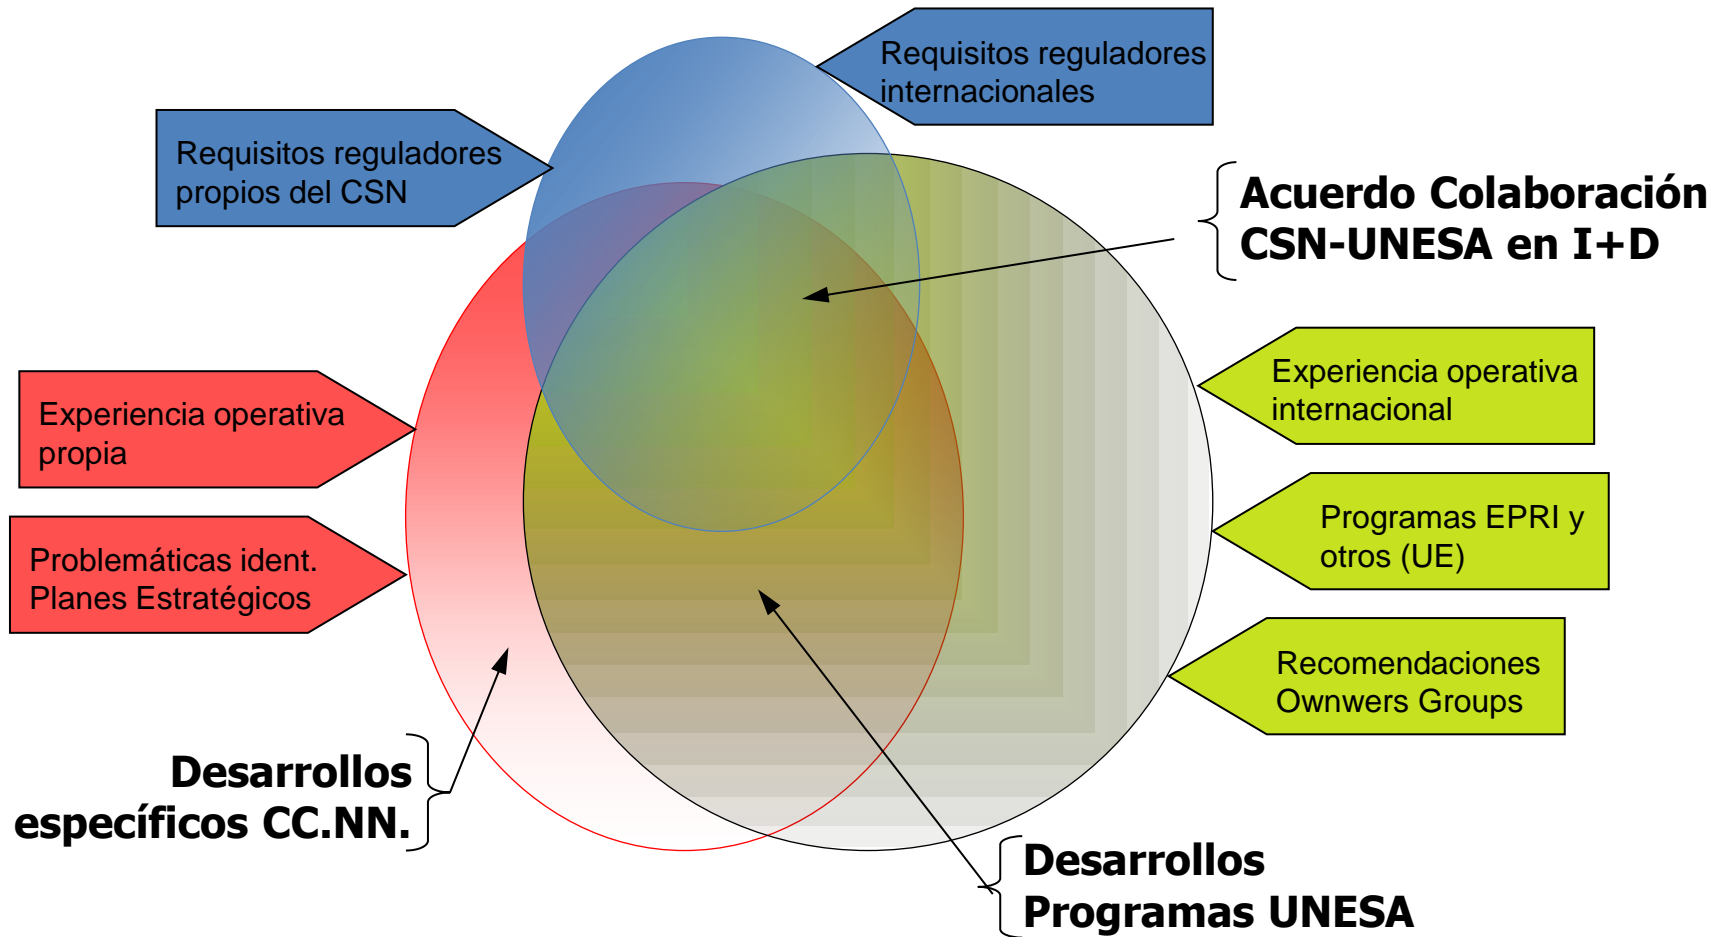 Requisitos reguladores
internacionales
Requisitos reguladores
propios del CSN
Acuerdo Colaboración
CSN-UNESA en I+D
Experiencia operativa
internacional
Experiencia operativa
propia
Programas EPRI y
otros (UE)
Problemáticas ident.
Planes Estratégicos
Recomendaciones
Ownwers Groups
Desarrollos
específicos CC.NN.
Desarrollos
Programas UNESA